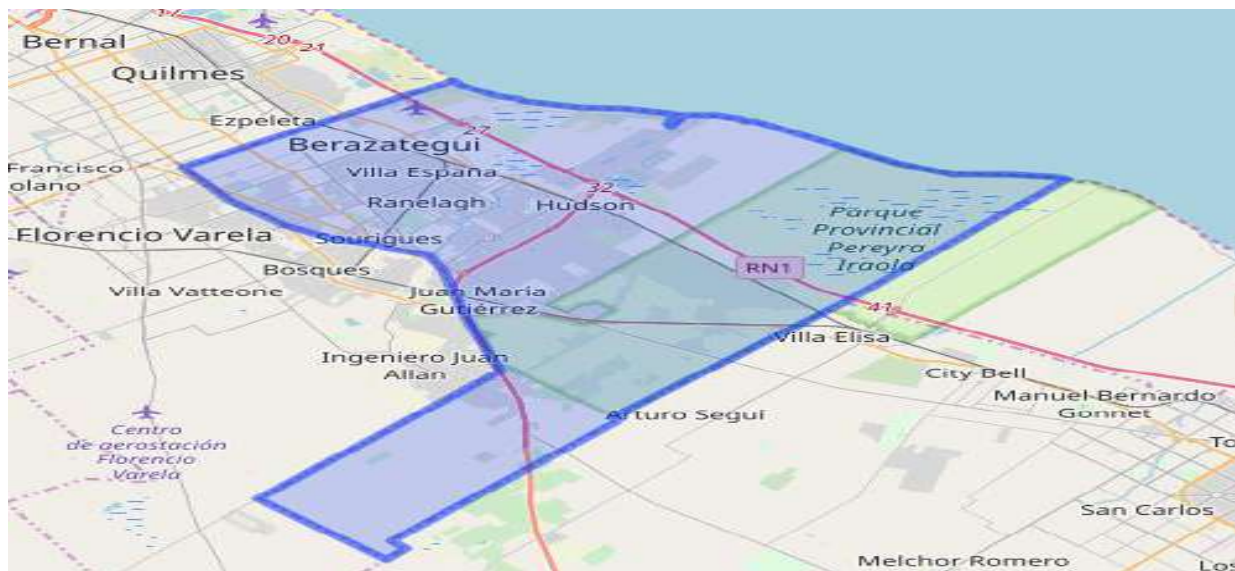 17
Bernal
20
21
Quilmes
Ezpeleta
27
Berazategui
Francisco
olano
Villa España
32
Ranelagh
Hudson
Parque
Provincial
Pereyra
Iraola
Florencio Varela
Sourigues
Bosques
RN1
Villa Vatteone
Juan María
Gutiérrez
41
Villa Elisa
Ingeniero Juan
Allan
City Bell
Manuel Bernardo
Gonnet
Arturo Seguí
Centro
de aerostación
Florencio
Varela
To
San Carlos
Melchor Romero
Los